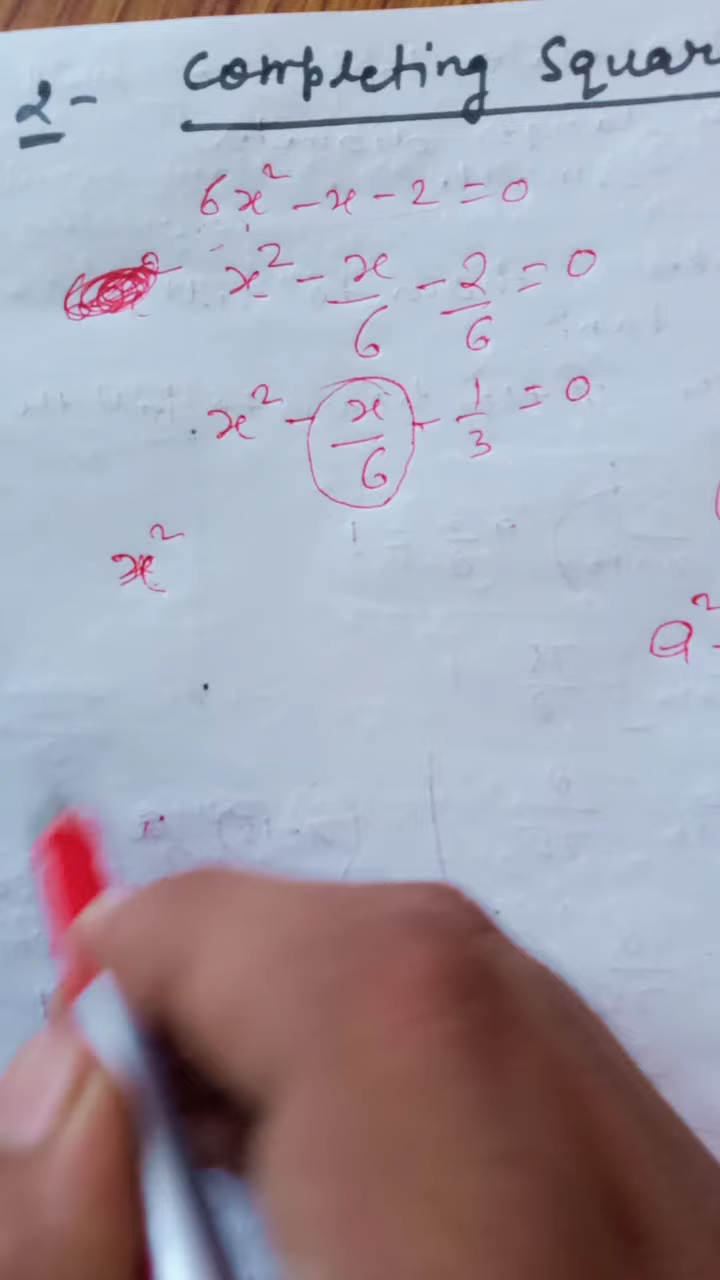 2- Completing Squar
6x² - x - 2 = 0
x² - x/6 - 2/6 = 0
x² - x/6 - 1/3 = 0
x²
a² -